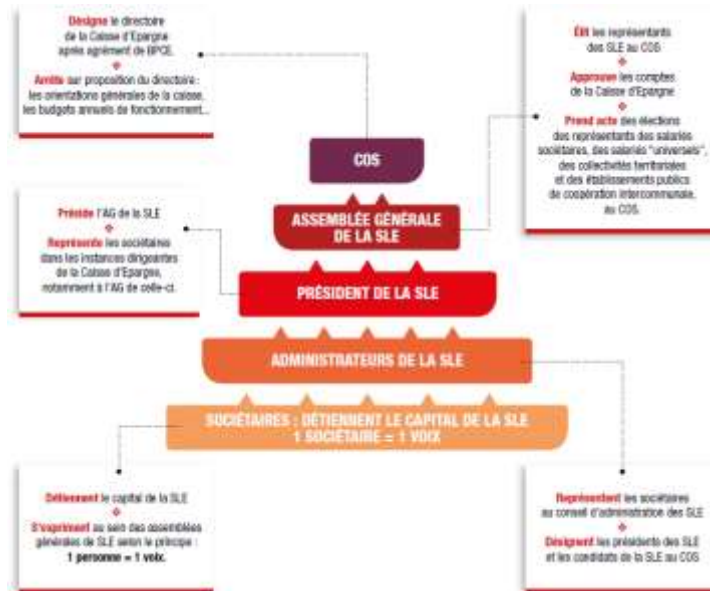 Désigne le directoire
de la Caisse d'Epargne
après agrément de BPCE.
Arrête sur proposition du directoire :
les orientations générales de la caisse,
les budgets annuels de fonctionnement...
Élit les représentants
des SLE au COS
Approuve les comptes
de la Caisse d'Epargne
Prend acte des élections
des représentants des salariés
sociétaires, des salariés "universels",
des collectivités territoriales
et des établissements publics
de coopération intercommunale,
au COS.
COS
ASSEMBLÉE GÉNÉRALE
DE LA SLE
Préside l'AG de la SLE
Représente les sociétaires
dans les instances dirigeantes
de la Caisse d'Epargne,
notamment à l'AG de celle-ci.
PRÉSIDENT DE LA SLE
ADMINISTRATEURS DE LA SLE
SOCIÉTAIRES : DÉTIENNENT LE CAPITAL DE LA SLE
1 SOCIÉTAIRE = 1 VOIX
Détiennent le capital de la SLE
S'expriment au sein des assemblées
générales de SLE selon le principe :
1 personne = 1 voix.
Représentent les sociétaires
au conseil d'administration des SLE
Désignent les présidents des SLE
et les candidats de la SLE au COS